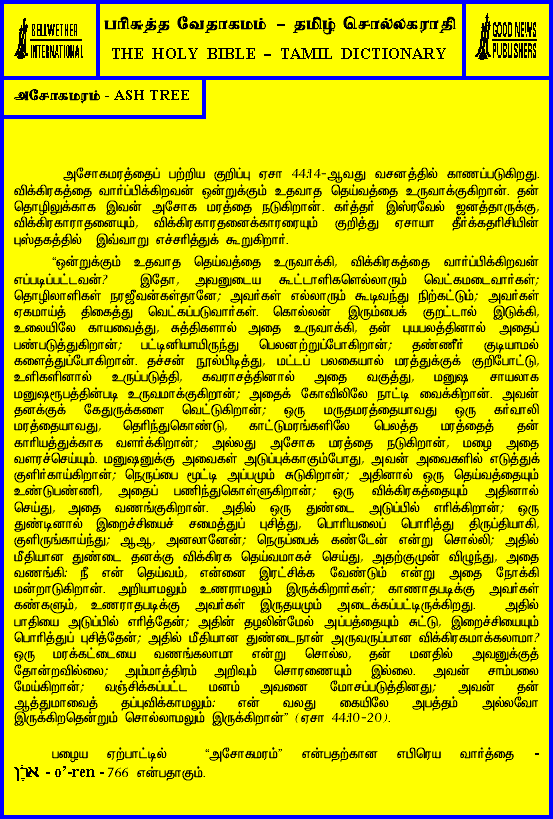 BELLWETHER
INTERNATIONAL
பரிசுத்த வேதாகமம் – தமிழ் சொல்லகராதி
THE HOLY BIBLE – TAMIL DICTIONARY
GOOD NEWS
PUBLISHERS
அசோகமரம் - ASH TREE
அசோகமரத்தைப் பற்றிய குறிப்பு ஏசா 44:14-ஆவது வசனத்தில் காணப்படுகிறது.
விக்கிரகத்தை வார்ப்பிக்கிறவன் ஒன்றுக்கும் உதவாத தெய்வத்தை உருவாக்குகிறான். தன்
தொழிலுக்காக இவன் அசோக மரத்தை நடுகிறான். கர்த்தர் இஸ்ரவேல் ஜனத்தாருக்கு,
விக்கிரகாராதனையும், விக்கிரகாரதனைக்காரரையும் குறித்து ஏசாயா தீர்க்கதரிசியின்
புஸ்தகத்தில் இவ்வாறு எச்சரித்துக் கூறுகிறார்.
“ஒன்றுக்கும் உதவாத தெய்வத்தை உருவாக்கி, விக்கிரகத்தை வார்ப்பிக்கிறவன்
எப்படிப்பட்டவன்? இதோ, அவனுடைய கூட்டாளிகளெல்லாரும் வெட்கமடைவார்கள்;
தொழிலாளிகள் நரஜீவன்கள்தானே; அவர்கள் எல்லாரும் கூடிவந்து நிற்கட்டும்; அவர்கள்
ஏகமாய்த் திகைத்து வெட்கப்படுவார்கள். கொல்லன் இரும்பைக் குறட்டால் இடுக்கி,
உலையிலே காயவைத்து, சுத்திகளால் அதை உருவாக்கி, தன் புயபலத்தினால் அதைப்
பண்படுத்துகிறான்; பட்டினியாயிருந்து பெலனற்றுப்போகிறான்; தண்ணீர் குடியாமல்
களைத்துப்போகிறான். தச்சன் நூல்பிடித்து, மட்டப் பலகையால் மரத்துக்குக் குறிபோட்டு,
உளிகளினால் உருப்படுத்தி, கவராசத்தினால் அதை வகுத்து, மனுஷ சாயலாக
மனுஷரூபத்தின்படி உருவமாக்குகிறான்; அதைக் கோவிலிலே நாட்டி வைக்கிறான். அவன்
தனக்குக் கேதுருக்களை வெட்டுகிறான்; ஒரு மருதமரத்தையாவது ஒரு கர்வாலி
மரத்தையாவது, தெரிந்துகொண்டு, காட்டுமரங்களிலே பெலத்த மரத்தைத் தன்
காரியத்துக்காக வளர்க்கிறான்; அல்லது அசோக மரத்தை நடுகிறான், மழை அதை
வளரச்செய்யும். மனுஷனுக்கு அவைகள் அடுப்புக்காகும்போது, அவன் அவைகளில் எடுத்துக்
குளிர்காய்கிறான்; நெருப்பை மூட்டி அப்பமும் சுடுகிறான்; அதினால் ஒரு தெய்வத்தையும்
உண்டுபண்ணி, அதைப் பணிந்துகொள்ளுகிறான்; ஒரு விக்கிரகத்தையும் அதினால்
செய்து, அதை வணங்குகிறான். அதில் ஒரு துண்டை அடுப்பில் எரிக்கிறான்; ஒரு
துண்டினால் இறைச்சியைச் சமைத்துப் புசித்து, பொரியலைப் பொரித்து திருப்தியாகி,
குளிருங்காய்ந்து; ஆஆ, அனலானேன்; நெருப்பைக் கண்டேன் என்று சொல்லி; அதில்
மீதியான துண்டை தனக்கு விக்கிரக தெய்வமாகச் செய்து, அதற்குமுன் விழுந்து, அதை
வணங்கி: நீ என் தெய்வம், என்னை இரட்சிக்க வேண்டும் என்று அதை நோக்கி
மன்றாடுகிறான். அறியாமலும் உணராமலும் இருக்கிறார்கள்; காணாதபடிக்கு அவர்கள்
கண்களும், உணராதபடிக்கு அவர்கள் இருதயமும் அடைக்கப்பட்டிருக்கிறது. அதில்
பாதியை அடுப்பில் எரித்தேன்; அதின் தழலின்மேல் அப்பத்தையும் சுட்டு, இறைச்சியையும்
பொரித்துப் புசித்தேன்; அதில் மீதியான துண்டைநான் அருவருப்பான விக்கிரகமாக்கலாமா?
ஒரு மரக்கட்டையை வணங்கலாமா என்று சொல்ல, தன் மனதில் அவனுக்குத்
தோன்றவில்லை; அம்மாத்திரம் அறிவும் சொரணையும் இல்லை. அவன் சாம்பலை
மேய்கிறான்; வஞ்சிக்கப்பட்ட மனம் அவனை மோசப்படுத்தினது; அவன் தன்
ஆத்துமாவைத் தப்புவிக்காமலும்: என் வலது கையிலே அபத்தம் அல்லவோ
இருக்கிறதென்றும் சொல்லாமலும் இருக்கிறான்” (ஏசா 44:10-20).
பழைய ஏற்பாட்டில் “அசோகமரம்” என்பதற்கான எபிரெய வார்த்தை -
אֹרֶן - o’-ren - 766 என்பதாகும்.